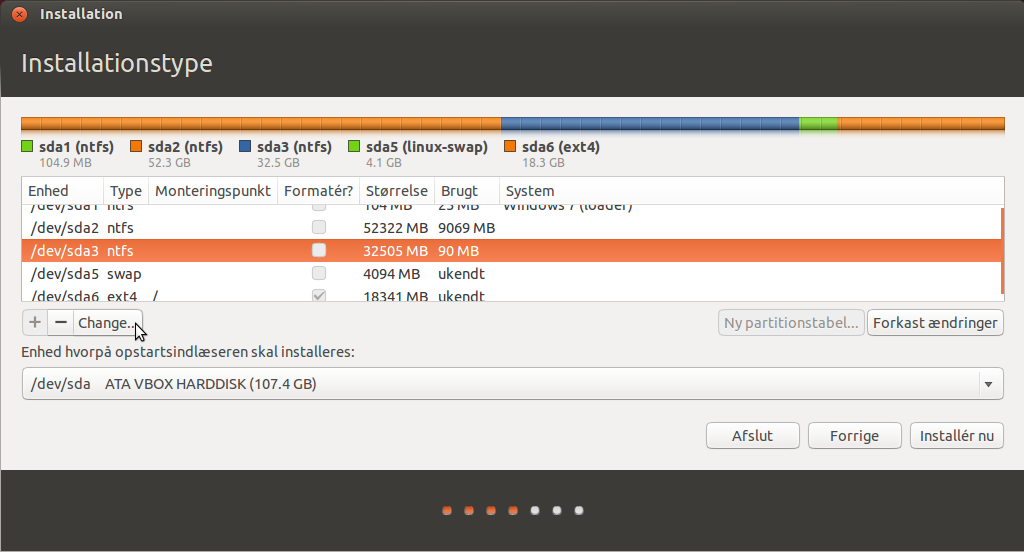 Installation
Installationstype
sda1 (ntfs) sda2 (ntfs) sda3 (ntfs) sda5 (linux-swap) sda6 (ext4)
104.9 MB 52.3 GB 32.5 GB 4.1 GB 18.3 GB
Enhed Type Monteringspunkt Formatér? Størrelse Brugt System
/dev/sda1 ntfs 104 MB 25 MB Windows 7 (loader)
/dev/sda2 ntfs 52322 MB 9069 MB
/dev/sda3 ntfs 32505 MB 90 MB
/dev/sda5 swap 4094 MB ukendt
/dev/sda6 ext4 / 18341 MB ukendt
+ − Change... Ny partitionstabel... Forkast ændringer
Enhed hvorpå opstartsindlæseren skal installeres:
/dev/sda ATA VBOX HARDDISK (107.4 GB)
Afslut Forrige Installér nu